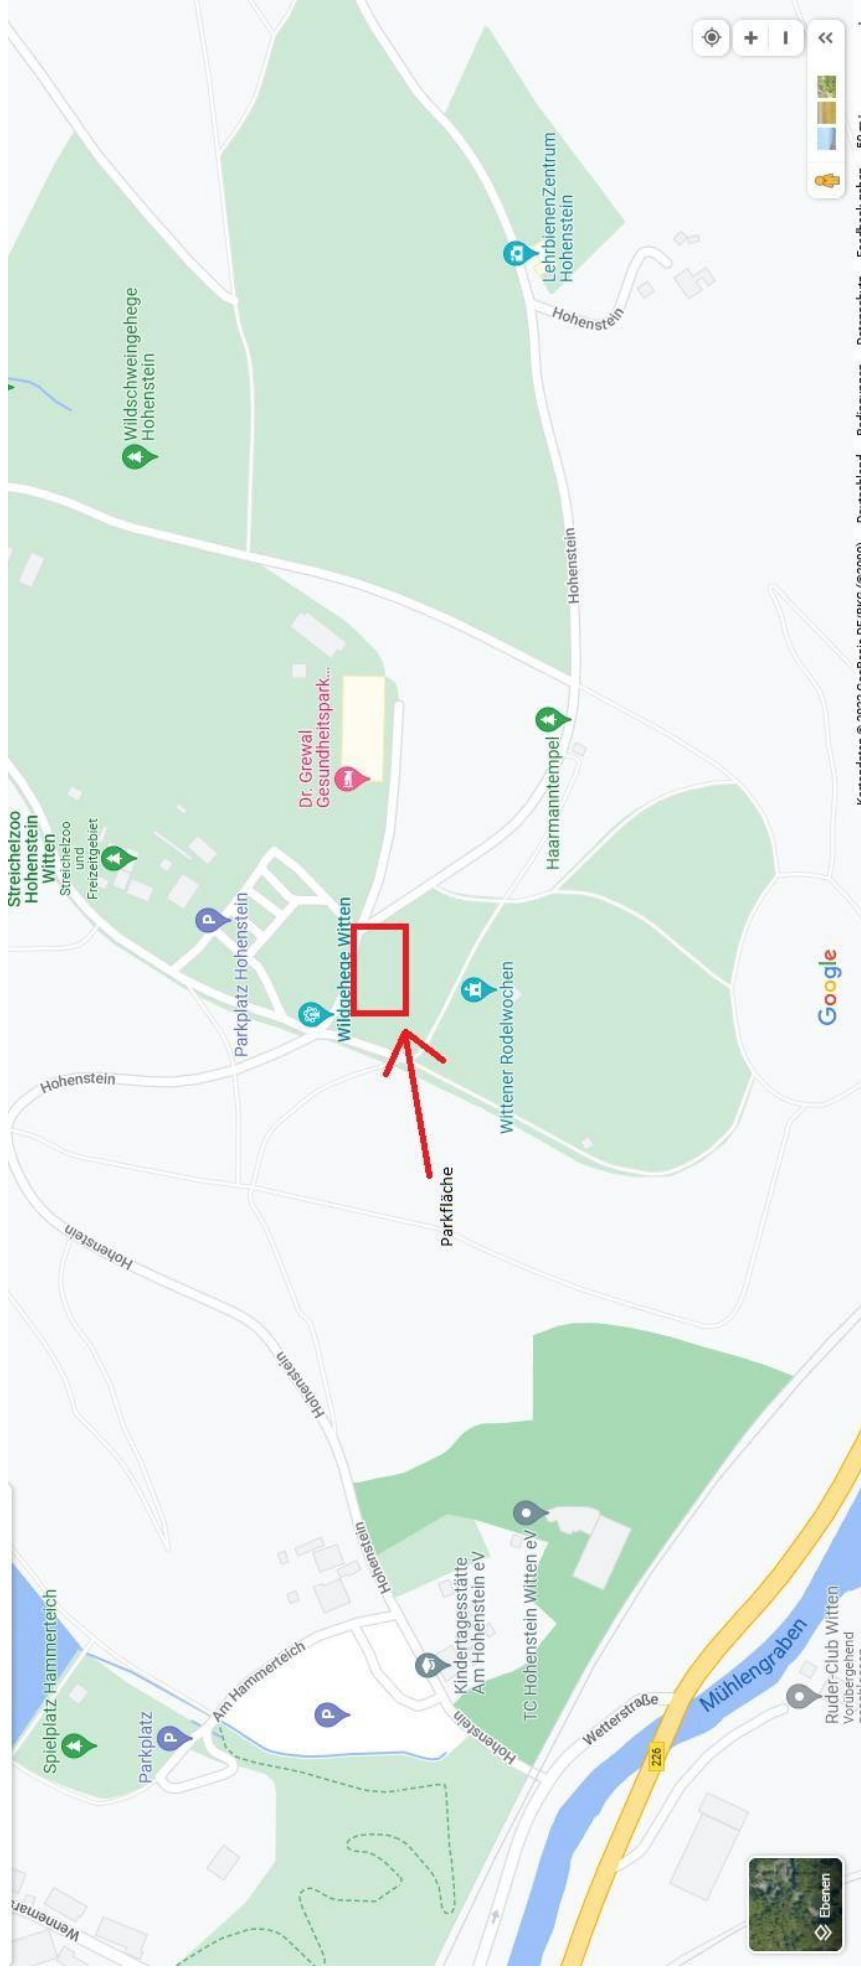 Wennemars
Spielplatz Hammerteich
Parkplatz
P
Am Hammerteich
P
Kindertagesstätte
Am Hohenstein eV
TC Hohenstein Witten eV
Hohenstein
Hohenstein
Hohenstein
Hohenstein
Hohenstein
Wetterstraße
226
Mühlengraben
Ruder-Club Witten
Vorübergehend
Ebenen
Parkfläche
Streichelzoo
Hohenstein
Witten
Streichelzoo
und
Freizeitgebiet
P
Parkplatz Hohenstein
Wildgehege Witten
Wittener Rodelwochen
Dr. Grewal
Gesundheitspark...
Haarmanntempel
Wildschweingehege
Hohenstein
Hohenstein
Hohenstein
LehrbienenZentrum
Hohenstein
Google